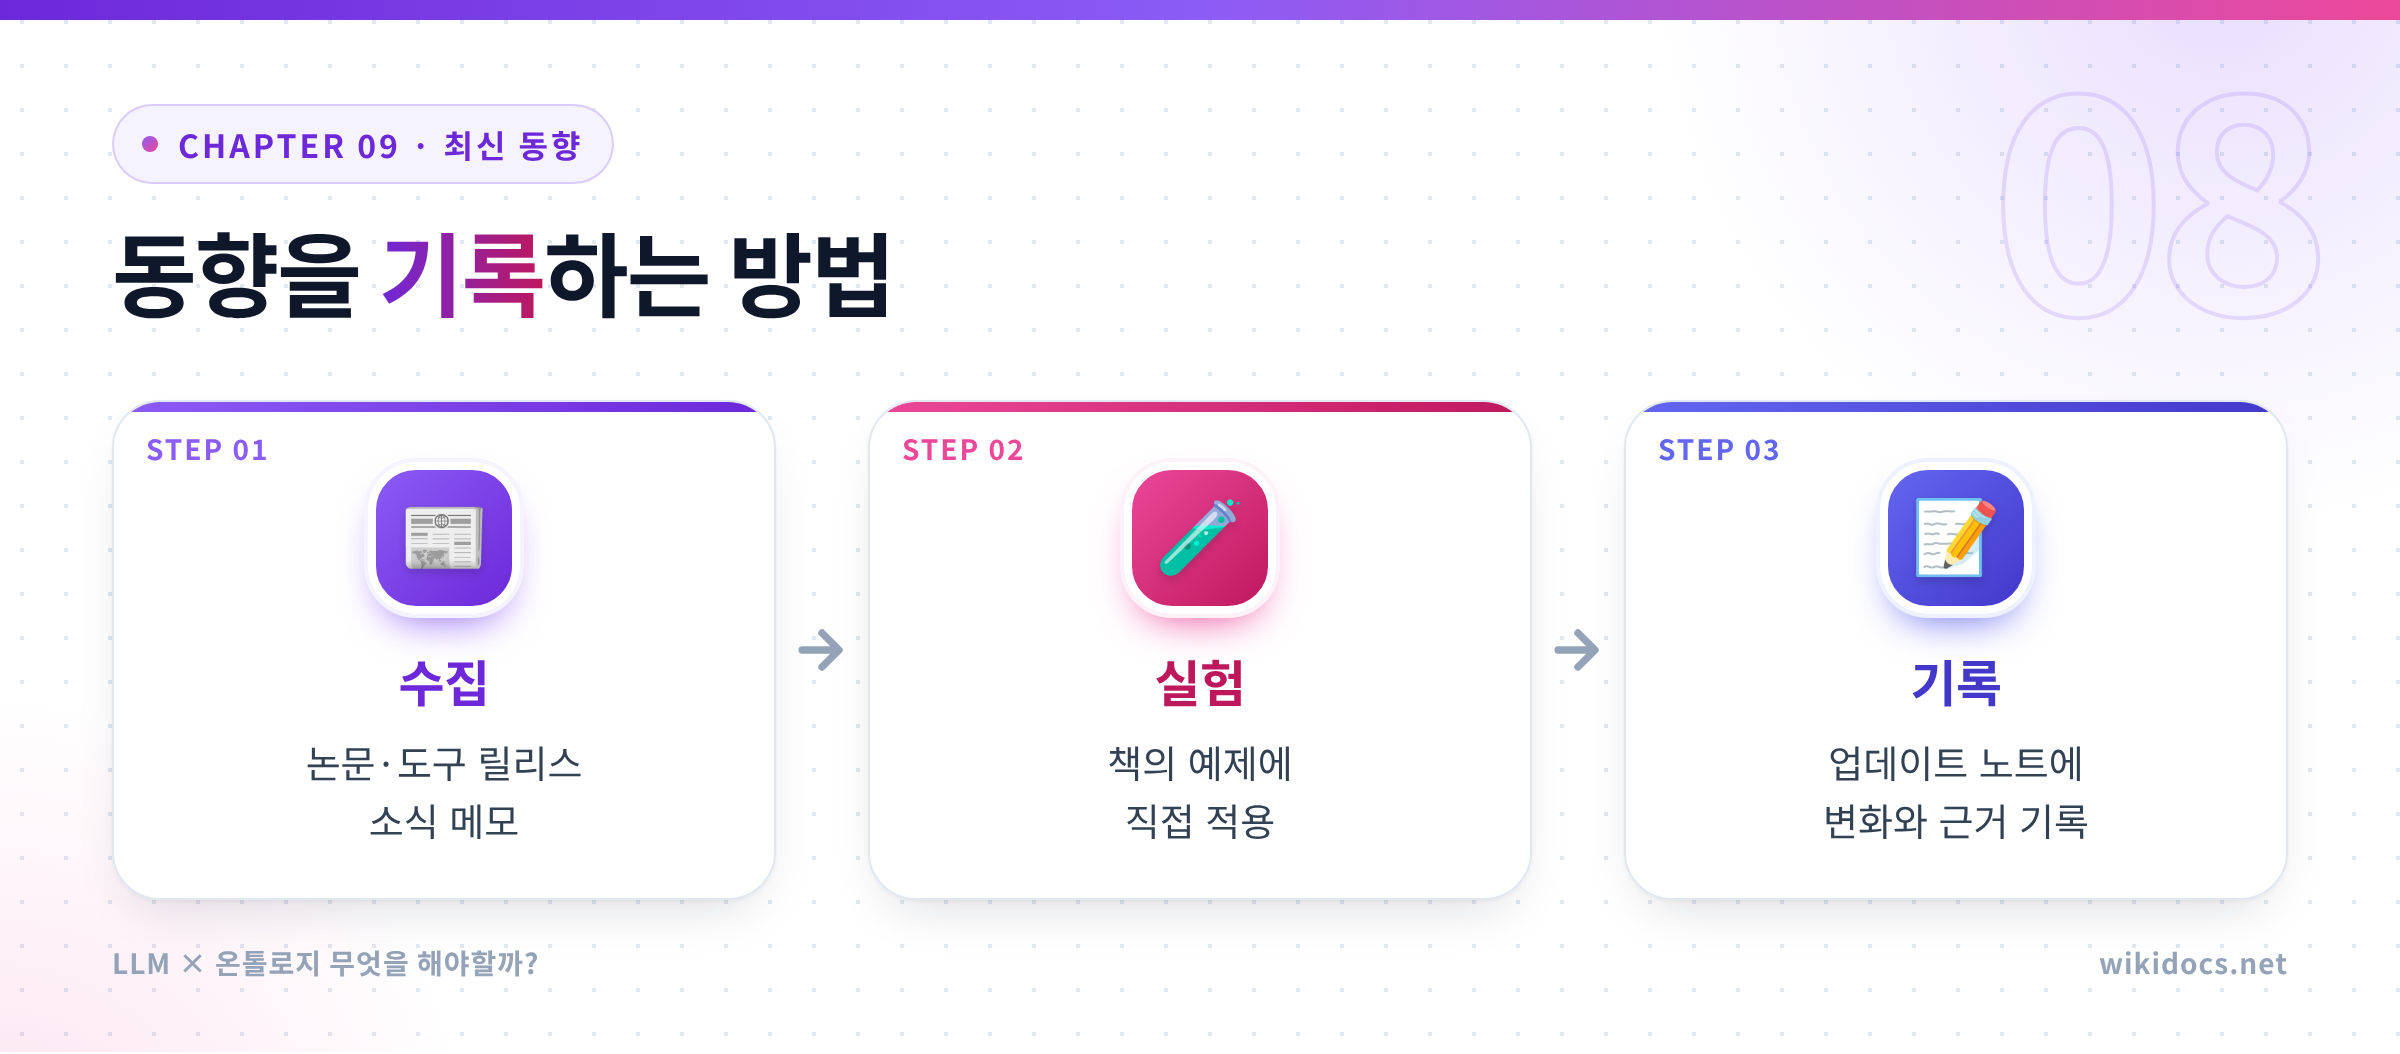 CHAPTER 09 · 최신 동향
08
동향을 기록하는 방법
STEP 01
수집
논문·도구 릴리스
소식 메모
STEP 02
실험
책의 예제에
직접 적용
STEP 03
기록
업데이트 노트에
변화와 근거 기록
LLM × 온톨로지 무엇을 해야할까?
wikidocs.net